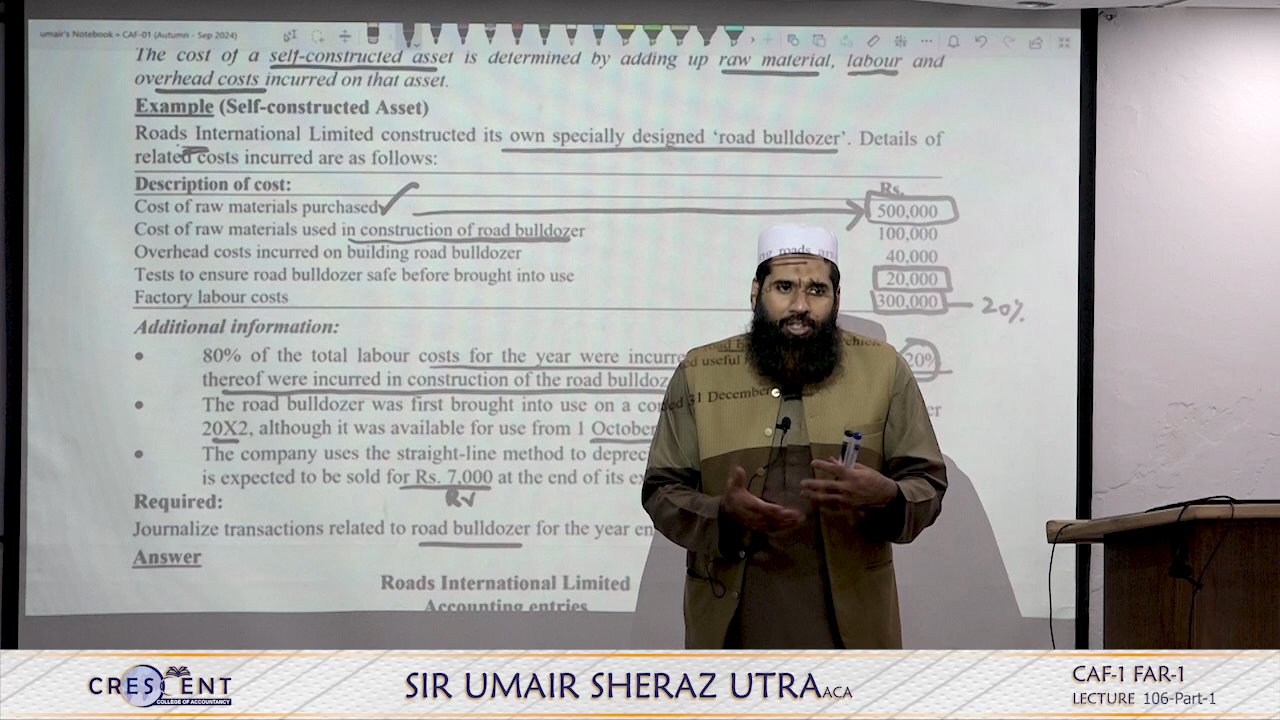 umair's Notebook » CAF-01 (Autumn - Sep 2024)
The cost of a self-constructed asset is determined by adding up raw material, labour and
overhead costs incurred on that asset.
Example (Self-constructed Asset)
Roads International Limited constructed its own specially designed ‘road bulldozer’. Details of
related costs incurred are as follows:
Description of cost: Rs.
Cost of raw materials purchased 500,000
Cost of raw materials used in construction of road bulldozer 100,000
Overhead costs incurred on building road bulldozer 40,000
Tests to ensure road bulldozer safe before brought into use 20,000
Factory labour costs 300,000 20%
Additional information:
• 80% of the total labour costs for the year were incurre 20%
thereof were incurred in construction of the road bulldoz
• The road bulldozer was first brought into use on a co
20X2, although it was available for use from 1 October
• The company uses the straight-line method to deprec
is expected to be sold for Rs. 7,000 at the end of its ex
RV
Required:
Journalize transactions related to road bulldozer for the year en
Answer
Roads International Limited
Accounting entries
roads
ed useful
ed 31 December
CRESCENT
COLLEGE OF ACCOUNTANCY
SIR UMAIR SHERAZ UTRA ACA
CAF-1 FAR-1
LECTURE 106-Part-1